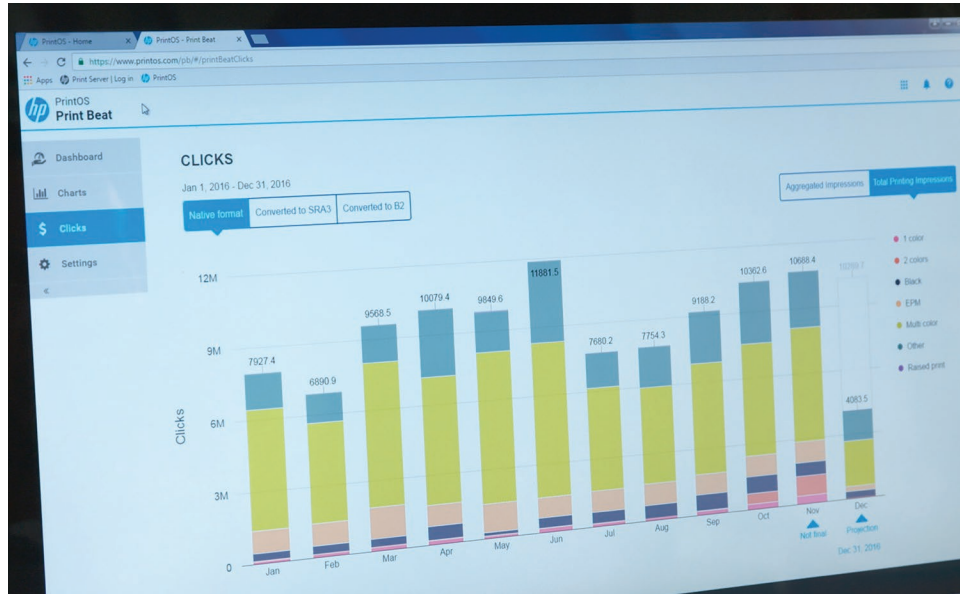 PrintOS - Home x PrintOS - Print Beat x
https://www.printos.com/pb/#/printBeatClicks
Apps Print Server | Log in PrintOS
hp PrintOS
Print Beat
Dashboard
Charts
$ Clicks
Settings
«
CLICKS
Jan 1, 2016 - Dec 31, 2016
Native format Converted to SRA3 Converted to B2
Aggregated Impressions Total Printing Impressions
1 color
2 colors
Black
EPM
Multi color
Other
Raised print
Clicks
12M
9M
6M
3M
0
7927.4
6890.9
9568.5
10079.4
9849.6
11881.5
7680.2
7754.3
9188.2
10362.6
10688.4
4083.5
Jan Feb Mar Apr May Jun Jul Aug Sep Oct Nov Dec
Not final Projection
Dec 31, 2016